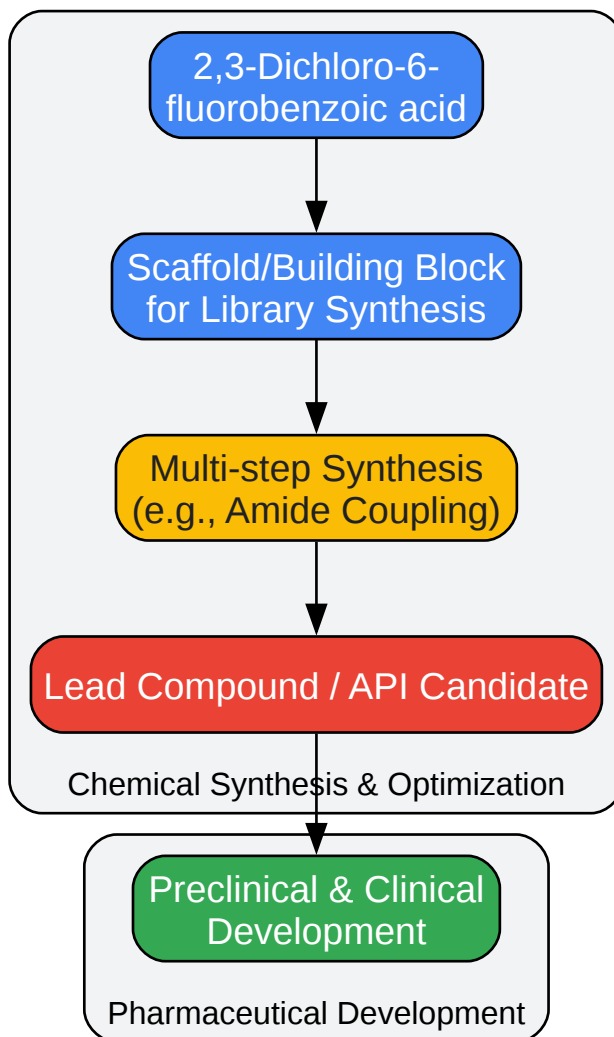 2,3-Dichloro-6-
fluorobenzoic acid
Scaffold/Building Block
for Library Synthesis
Multi-step Synthesis
(e.g., Amide Coupling)
Lead Compound / API Candidate
Chemical Synthesis & Optimization
Preclinical & Clinical
Development
Pharmaceutical Development